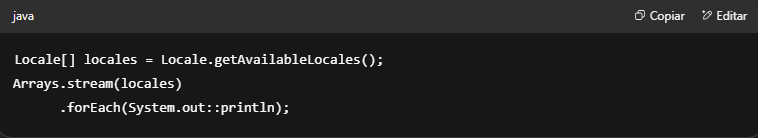 java Copiar Editar
Locale[] locales = Locale.getAvailableLocales();
Arrays.stream(locales)
.forEach(System.out::println);